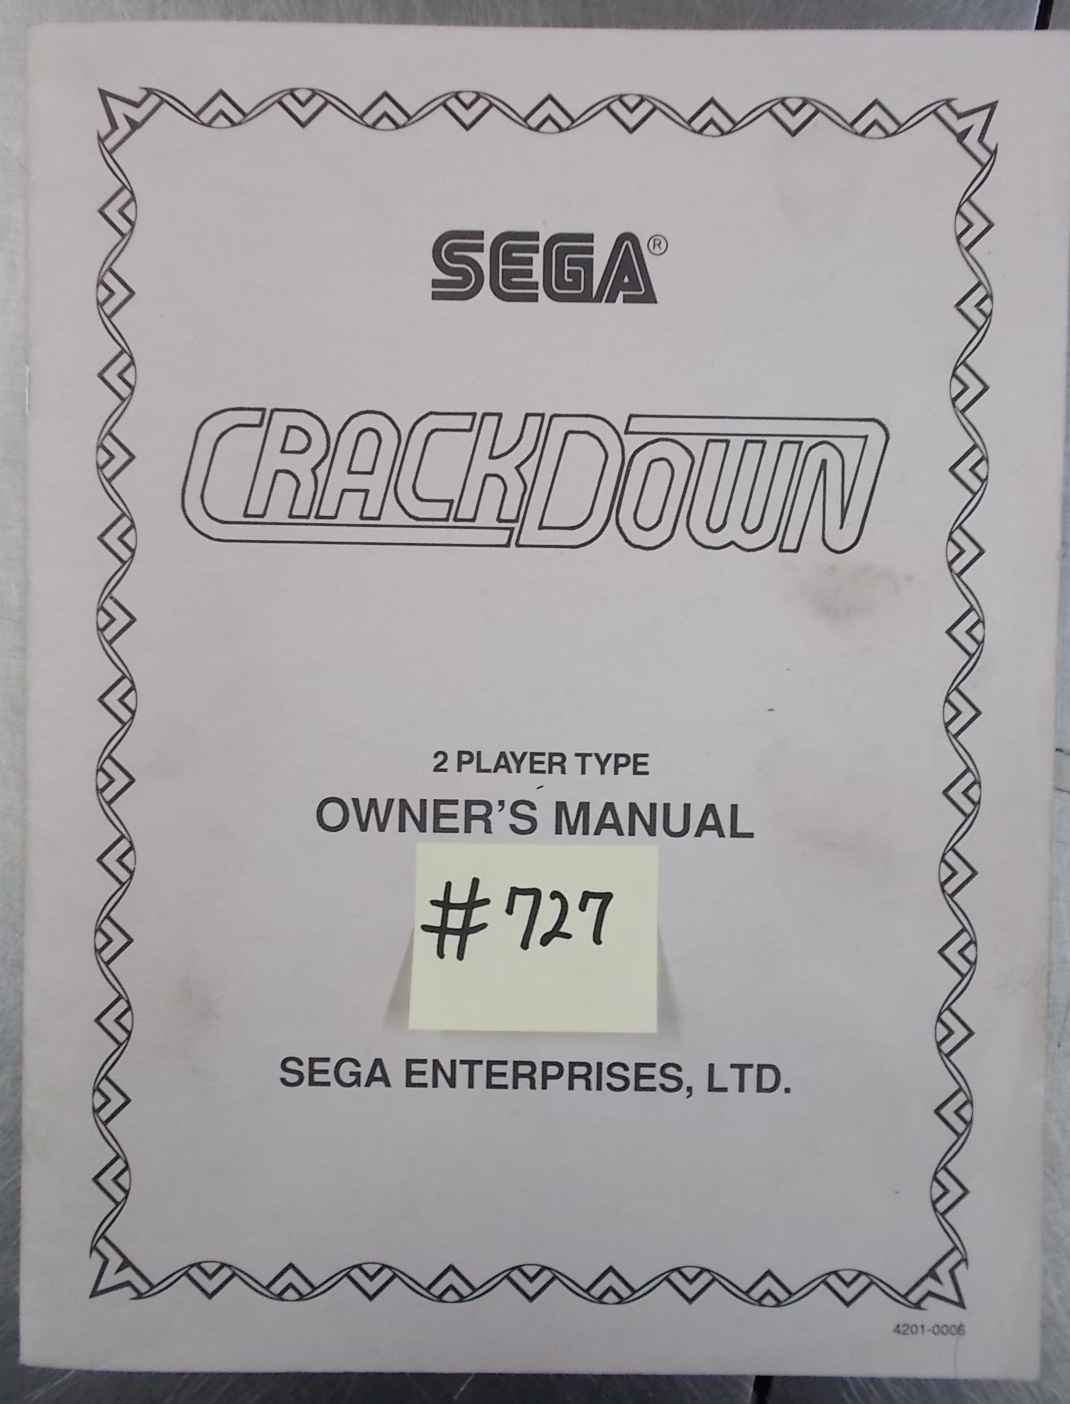 SEGA®
CRACKDOWN
2 PLAYER TYPE
OWNER'S MANUAL
#727
SEGA ENTERPRISES, LTD.
4201-0006